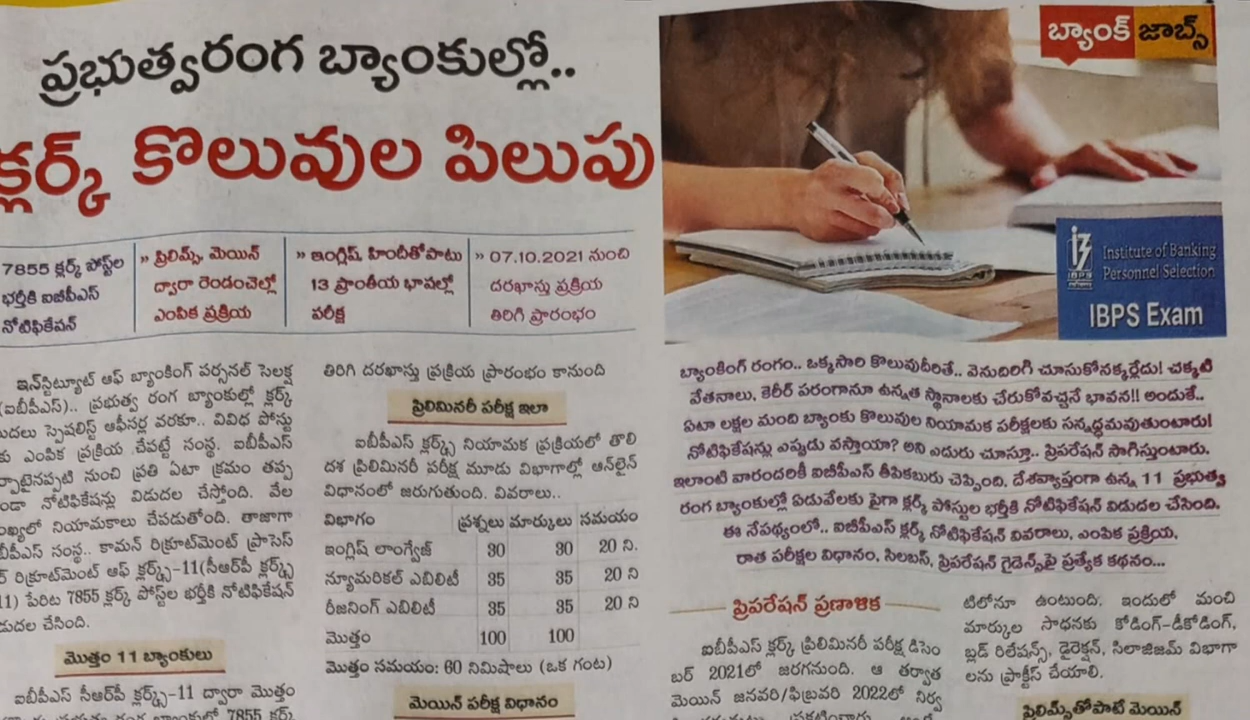 ప్రభుత్వరంగ బ్యాంకుల్లో..
క్లర్క్ కొలువుల పిలుపు
7855 క్లర్క్ పోస్ట్‌ల
భర్తీకి ఐబీపీఎస్
నోటిఫికేషన్
» ప్రిలిమ్స్, మెయిన్
ద్వారా రెండంచెల్లో
ఎంపిక ప్రక్రియ
» ఇంగ్లిష్, హిందీతోపాటు
13 ప్రాంతీయ భాషల్లో
పరీక్ష
» 07.10.2021 నుంచి
దరఖాస్తు ప్రక్రియ
తిరిగి ప్రారంభం
బ్యాంక్ జాబ్స్
IBPS
Institute of Banking
Personnel Selection
IBPS Exam
బ్యాంకింగ్ రంగం.. ఒక్కసారి కొలువుదీరితే.. వెనుదిరిగి చూసుకోనక్కర్లేదు! చక్కటి
వేతనాలు, కెరీర్ పరంగానూ ఉన్నత స్థానాలకు చేరుకోవచ్చనే భావన!! అందుకే..
ఏటా లక్షల మంది బ్యాంకు కొలువుల నియామక పరీక్షలకు సన్నద్ధమవుతుంటారు!
నోటిఫికేషన్లు ఎప్పుడు వస్తాయా? అని ఎదురు చూస్తూ.. ప్రిపరేషన్ సాగిస్తుంటారు.
ఇలాంటి వారందరికీ ఐబీపీఎస్ తీపికబురు చెప్పింది. దేశవ్యాప్తంగా ఉన్న 11 ప్రభుత్వ
రంగ బ్యాంకుల్లో ఏడువేలకు పైగా క్లర్క్ పోస్టుల భర్తీకి నోటిఫికేషన్ విడుదల చేసింది.
ఈ నేపథ్యంలో.. ఐబీపీఎస్ క్లర్క్ నోటిఫికేషన్ వివరాలు, ఎంపిక ప్రక్రియ,
రాత పరీక్షల విధానం, సిలబస్, ప్రిపరేషన్ గైడెన్స్‌పై ప్రత్యేక కథనం...
ఇన్‌స్టిట్యూట్ ఆఫ్ బ్యాంకింగ్ పర్సనల్ సెలక్ష
(ఐబీపీఎస్).. ప్రభుత్వ రంగ బ్యాంకుల్లో క్లర్క్
స్పెషలిస్ట్ ఆఫీసర్ల వరకూ.. వివిధ పోస్టు
ఎంపిక ప్రక్రియ చేపట్టే సంస్థ. ఐబీపీఎస్
నుంచి ప్రతి ఏటా క్రమం తప్ప
నోటిఫికేషన్లు విడుదల చేస్తోంది. వేల
నియామకాలు చేపడుతోంది. తాజాగా
సంస్థ.. కామన్ రిక్రూట్‌మెంట్ ప్రాసెస్
రిక్రూట్‌మెంట్ ఆఫ్ క్లర్క్స్-11(సీఆర్‌పీ క్లర్క్స్
11) పేరిట 7855 క్లర్క్ పోస్ట్‌ల భర్తీకి నోటిఫికేషన్
చేసింది.
మొత్తం 11 బ్యాంకులు
ఐబీపీఎస్ సీఆర్‌పీ క్లర్క్స్-11 ద్వారా మొత్తం
రంగ బ్యాంకుల్లో 7855 క్లర్క్
తిరిగి దరఖాస్తు ప్రక్రియ ప్రారంభం కానుంది
ప్రిలిమినరీ పరీక్ష ఇలా
ఐబీపీఎస్ క్లర్క్స్ నియామక ప్రక్రియలో తొలి
దశ ప్రిలిమినరీ పరీక్ష మూడు విభాగాల్లో ఆన్‌లైన్
విధానంలో జరుగుతుంది. వివరాలు..
విభాగం ప్రశ్నలు మార్కులు సమయం
ఇంగ్లిష్ లాంగ్వేజ్ 30 30 20 ని.
న్యూమరికల్ ఎబిలిటీ 35 35 20 ని
రీజనింగ్ ఎబిలిటీ 35 35 20 ని
మొత్తం 100 100
మొత్తం సమయం: 60 నిమిషాలు (ఒక గంట)
మెయిన్ పరీక్ష విధానం
ప్రిపరేషన్ ప్రణాళిక
ఐబీపీఎస్ క్లర్క్ ప్రిలిమినరీ పరీక్ష డిసెం
బర్ 2021లో జరగనుంది. ఆ తర్వాత
మెయిన్ జనవరి/ఫిబ్రవరి 2022లో నిర్వ
టిలోనూ ఉంటుంది. ఇందులో మంచి
మార్కుల సాధనకు కోడింగ్-డీకోడింగ్,
బ్లడ్ రిలేషన్స్, డైరెక్షన్, సిలాజిజమ్ విభాగా
లను ప్రాక్టీస్ చేయాలి.
ప్రిలిమ్స్‌తోపాటే మెయిన్